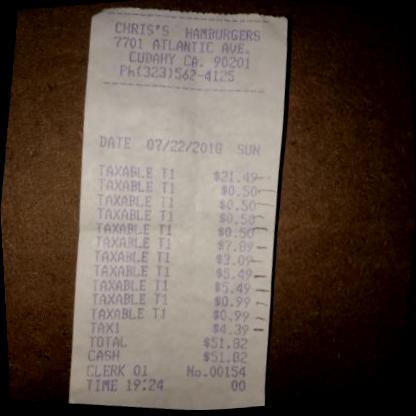 CHRIS'S HAMBURGERS
7701 ATLANTIC AVE.
CUDAHY CA. 90201
Ph(323)562-4125
DATE 07/22/2018 SUN
TAXABLE T1 $21.49
TAXABLE T1 $0.50
TAXABLE T1 $0.50
TAXABLE T1 $0.50
TAXABLE T1 $0.50
TAXABLE T1 $7.89
TAXABLE T1 $3.09
TAXABLE T1 $5.49
TAXABLE T1 $5.49
TAXABLE T1 $0.99
TAXABLE T1 $0.99
TAX1 $4.39
TOTAL $51.82
CASH $51.82
CLERK 01 No.00154
TIME 19:24 00